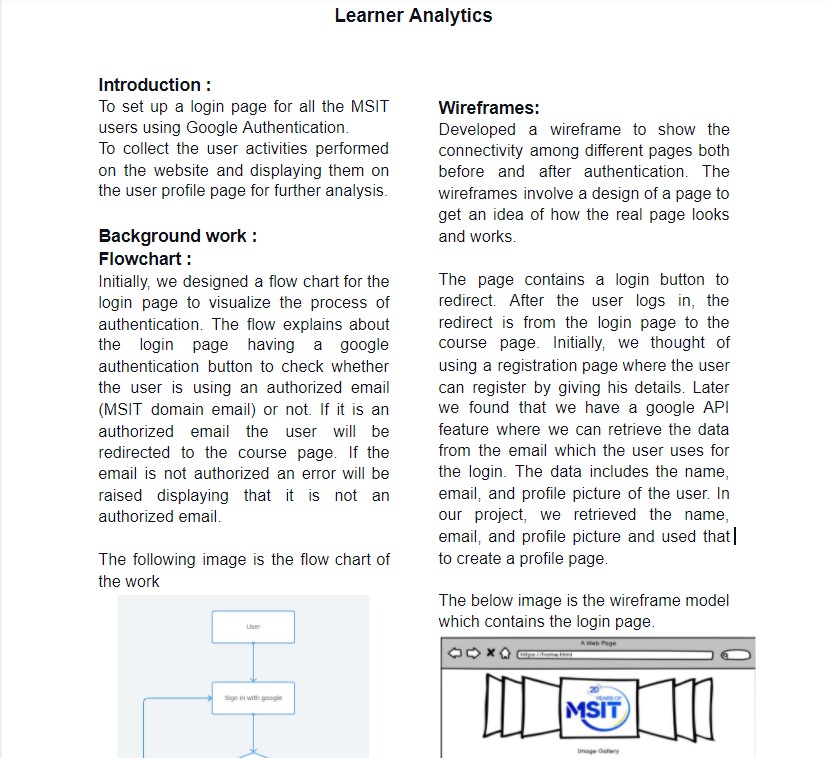 Learner Analytics
Introduction :
To set up a login page for all the MSIT
users using Google Authentication.
To collect the user activities performed
on the website and displaying them on
the user profile page for further analysis.
Background work :
Flowchart :
Initially, we designed a flow chart for the
login page to visualize the process of
authentication. The flow explains about
the login page having a google
authentication button to check whether
the user is using an authorized email
(MSIT domain email) or not. If it is an
authorized email the user will be
redirected to the course page. If the
email is not authorized an error will be
raised displaying that it is not an
authorized email.
The following image is the flow chart of
the work
User
Sign in with google
Wireframes:
Developed a wireframe to show the
connectivity among different pages both
before and after authentication. The
wireframes involve a design of a page to
get an idea of how the real page looks
and works.
The page contains a login button to
redirect. After the user logs in, the
redirect is from the login page to the
course page. Initially, we thought of
using a registration page where the user
can register by giving his details. Later
we found that we have a google API
feature where we can retrieve the data
from the email which the user uses for
the login. The data includes the name,
email, and profile picture of the user. In
our project, we retrieved the name,
email, and profile picture and used that
to create a profile page.
The below image is the wireframe model
which contains the login page.
A Web Page
https://home.html
20
YEARS OF
MSIT
Image Gallery